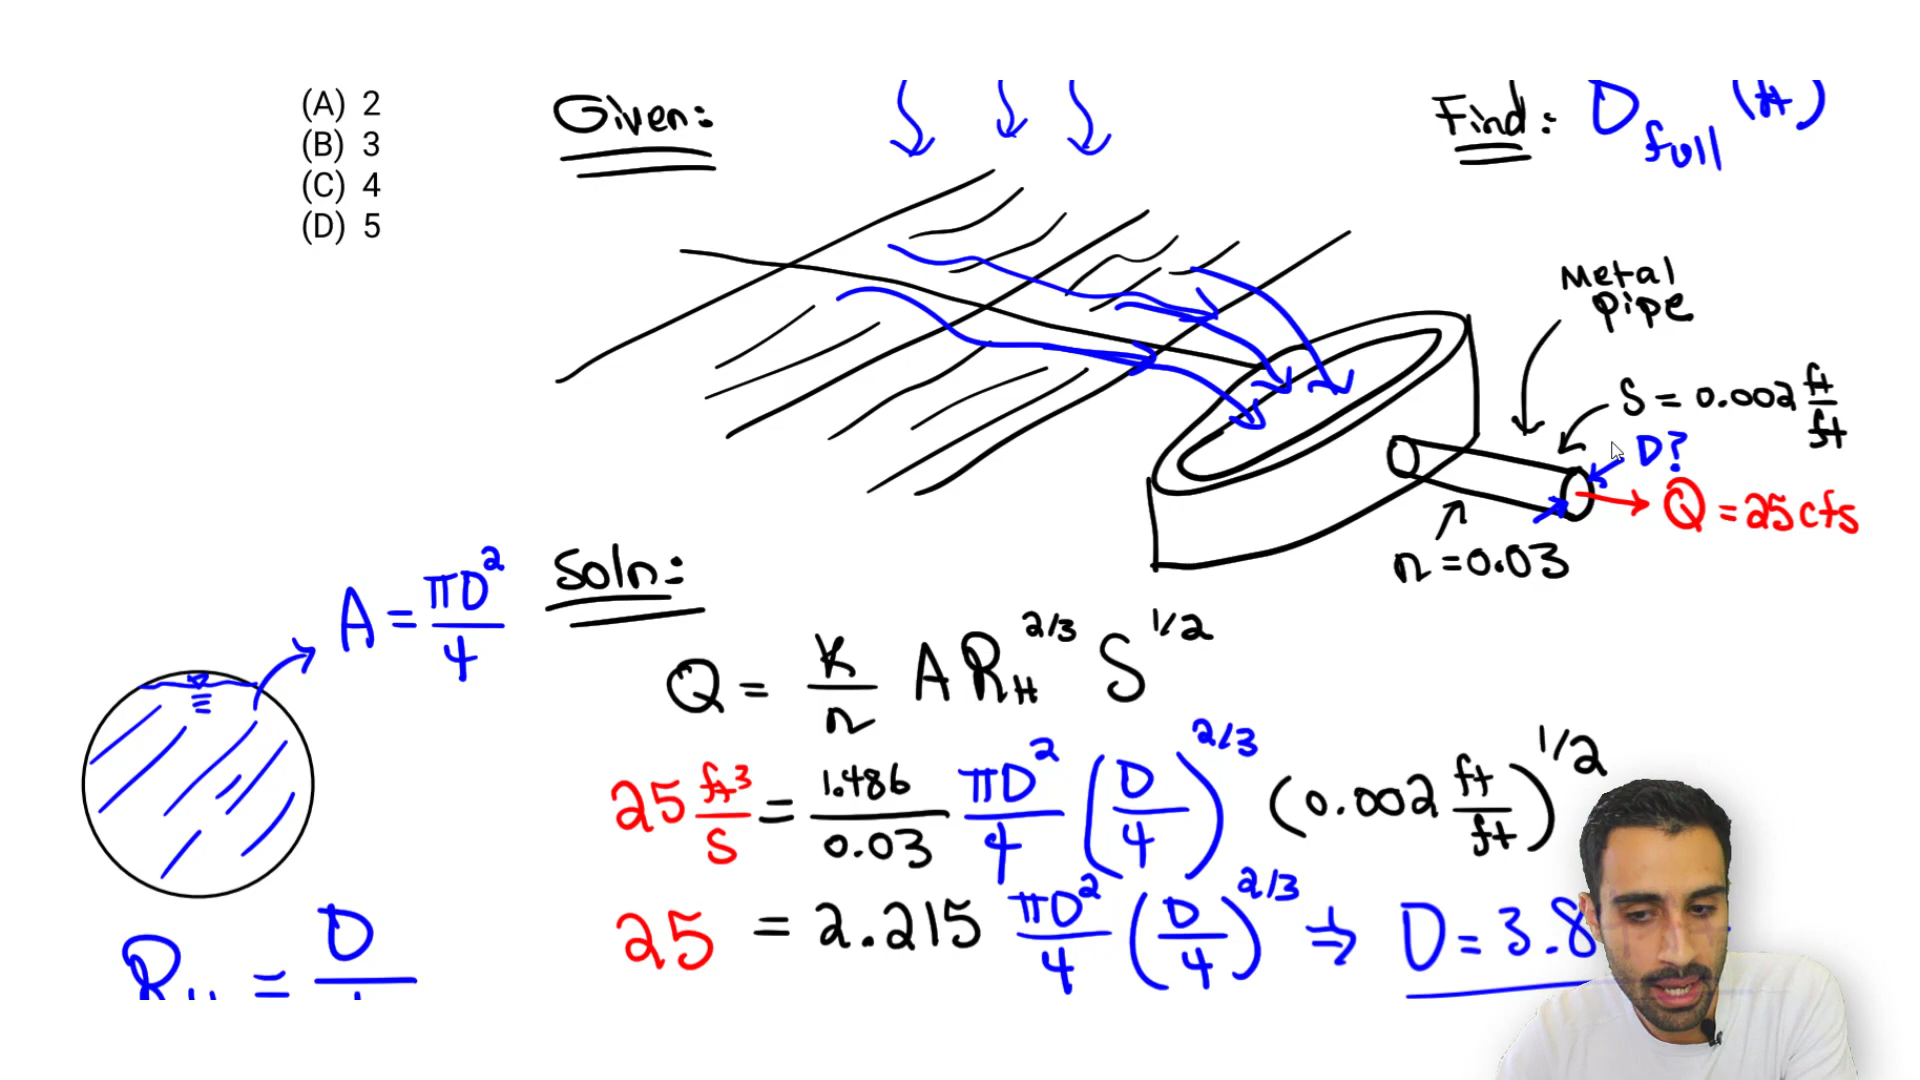 (A) 2
(B) 3
(C) 4
(D) 5
Given:
Find: D full (ft)
Metal pipe
S = 0.002 ft/ft
D?
Q = 25 cfs
n = 0.03
A = πD²/4
Soln:
Q = K/n A R_H^2/3 S^1/2
25 ft³/s = 1.486/0.03 πD²/4 (D/4)^2/3 (0.002 ft/ft)^1/2
25 = 2.215 πD²/4 (D/4)^2/3 ⇒ D = 3.8
R_H = D